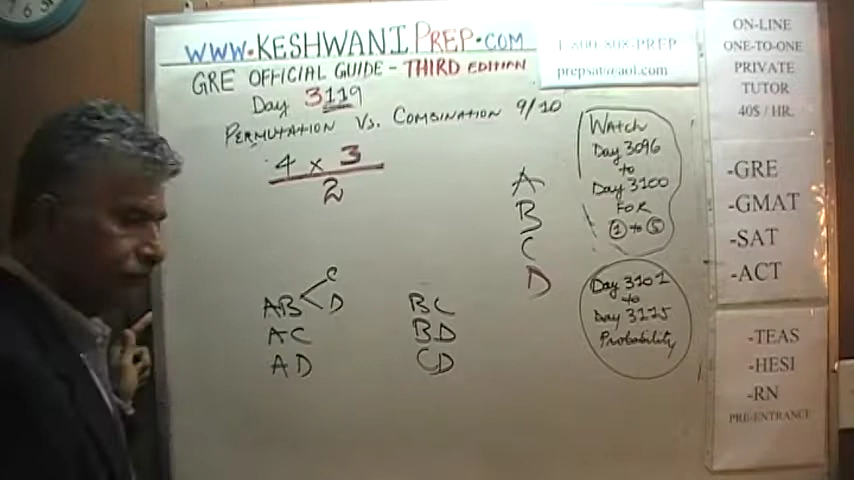 WWW.KESHWANIPREP.COM
GRE OFFICIAL GUIDE - THIRD EDITION
Day 3119
PERMUTATION VS. COMBINATION 9/10
4 x 3
2
A
B
C
D
C
AB D
AC
AD
BC
BD
CD
1-800-808-PREP
prepsat@aol.com
WATCH
Day 3096
to
Day 3100
FOR
① to ⑤
Day 3101
to
Probability
ON-LINE
ONE-TO-ONE
PRIVATE
TUTOR
40$ / HR.
-GRE
-GMAT
-SAT
-ACT
-TEAS
-HESI
-RN
PRE-ENTRANCE